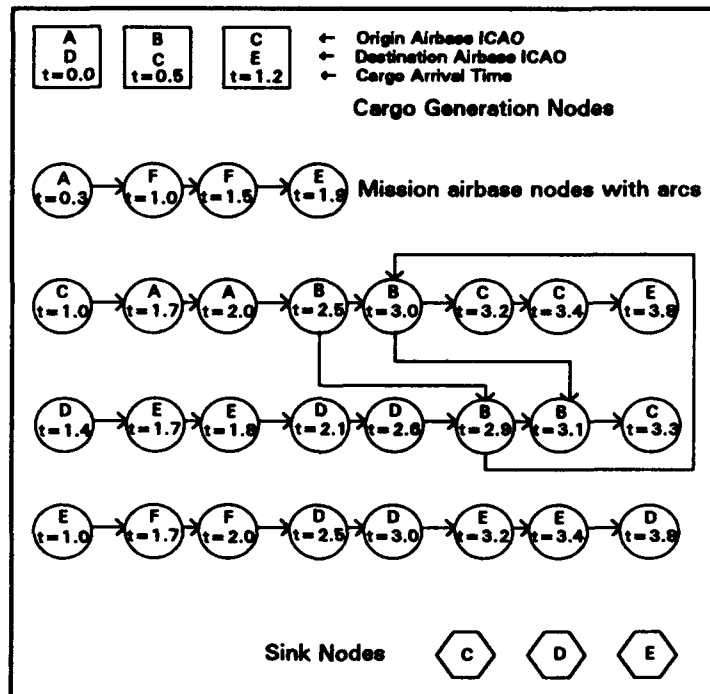 A B C ← Origin Airbase ICAO
D C E ← Destination Airbase ICAO
t=0.0 t=0.5 t=1.2 ← Cargo Arrival Time
Cargo Generation Nodes
A F F E
t=0.3 t=1.0 t=1.5 t=1.9 Mission airbase nodes with arcs
C A A B B C C E
t=1.0 t=1.7 t=2.0 t=2.5 t=3.0 t=3.2 t=3.4 t=3.8
D E E D D B B C
t=1.4 t=1.7 t=1.8 t=2.1 t=2.6 t=2.9 t=3.1 t=3.3
E F F D D E E D
t=1.0 t=1.7 t=2.0 t=2.5 t=3.0 t=3.2 t=3.4 t=3.8
Sink Nodes C D E